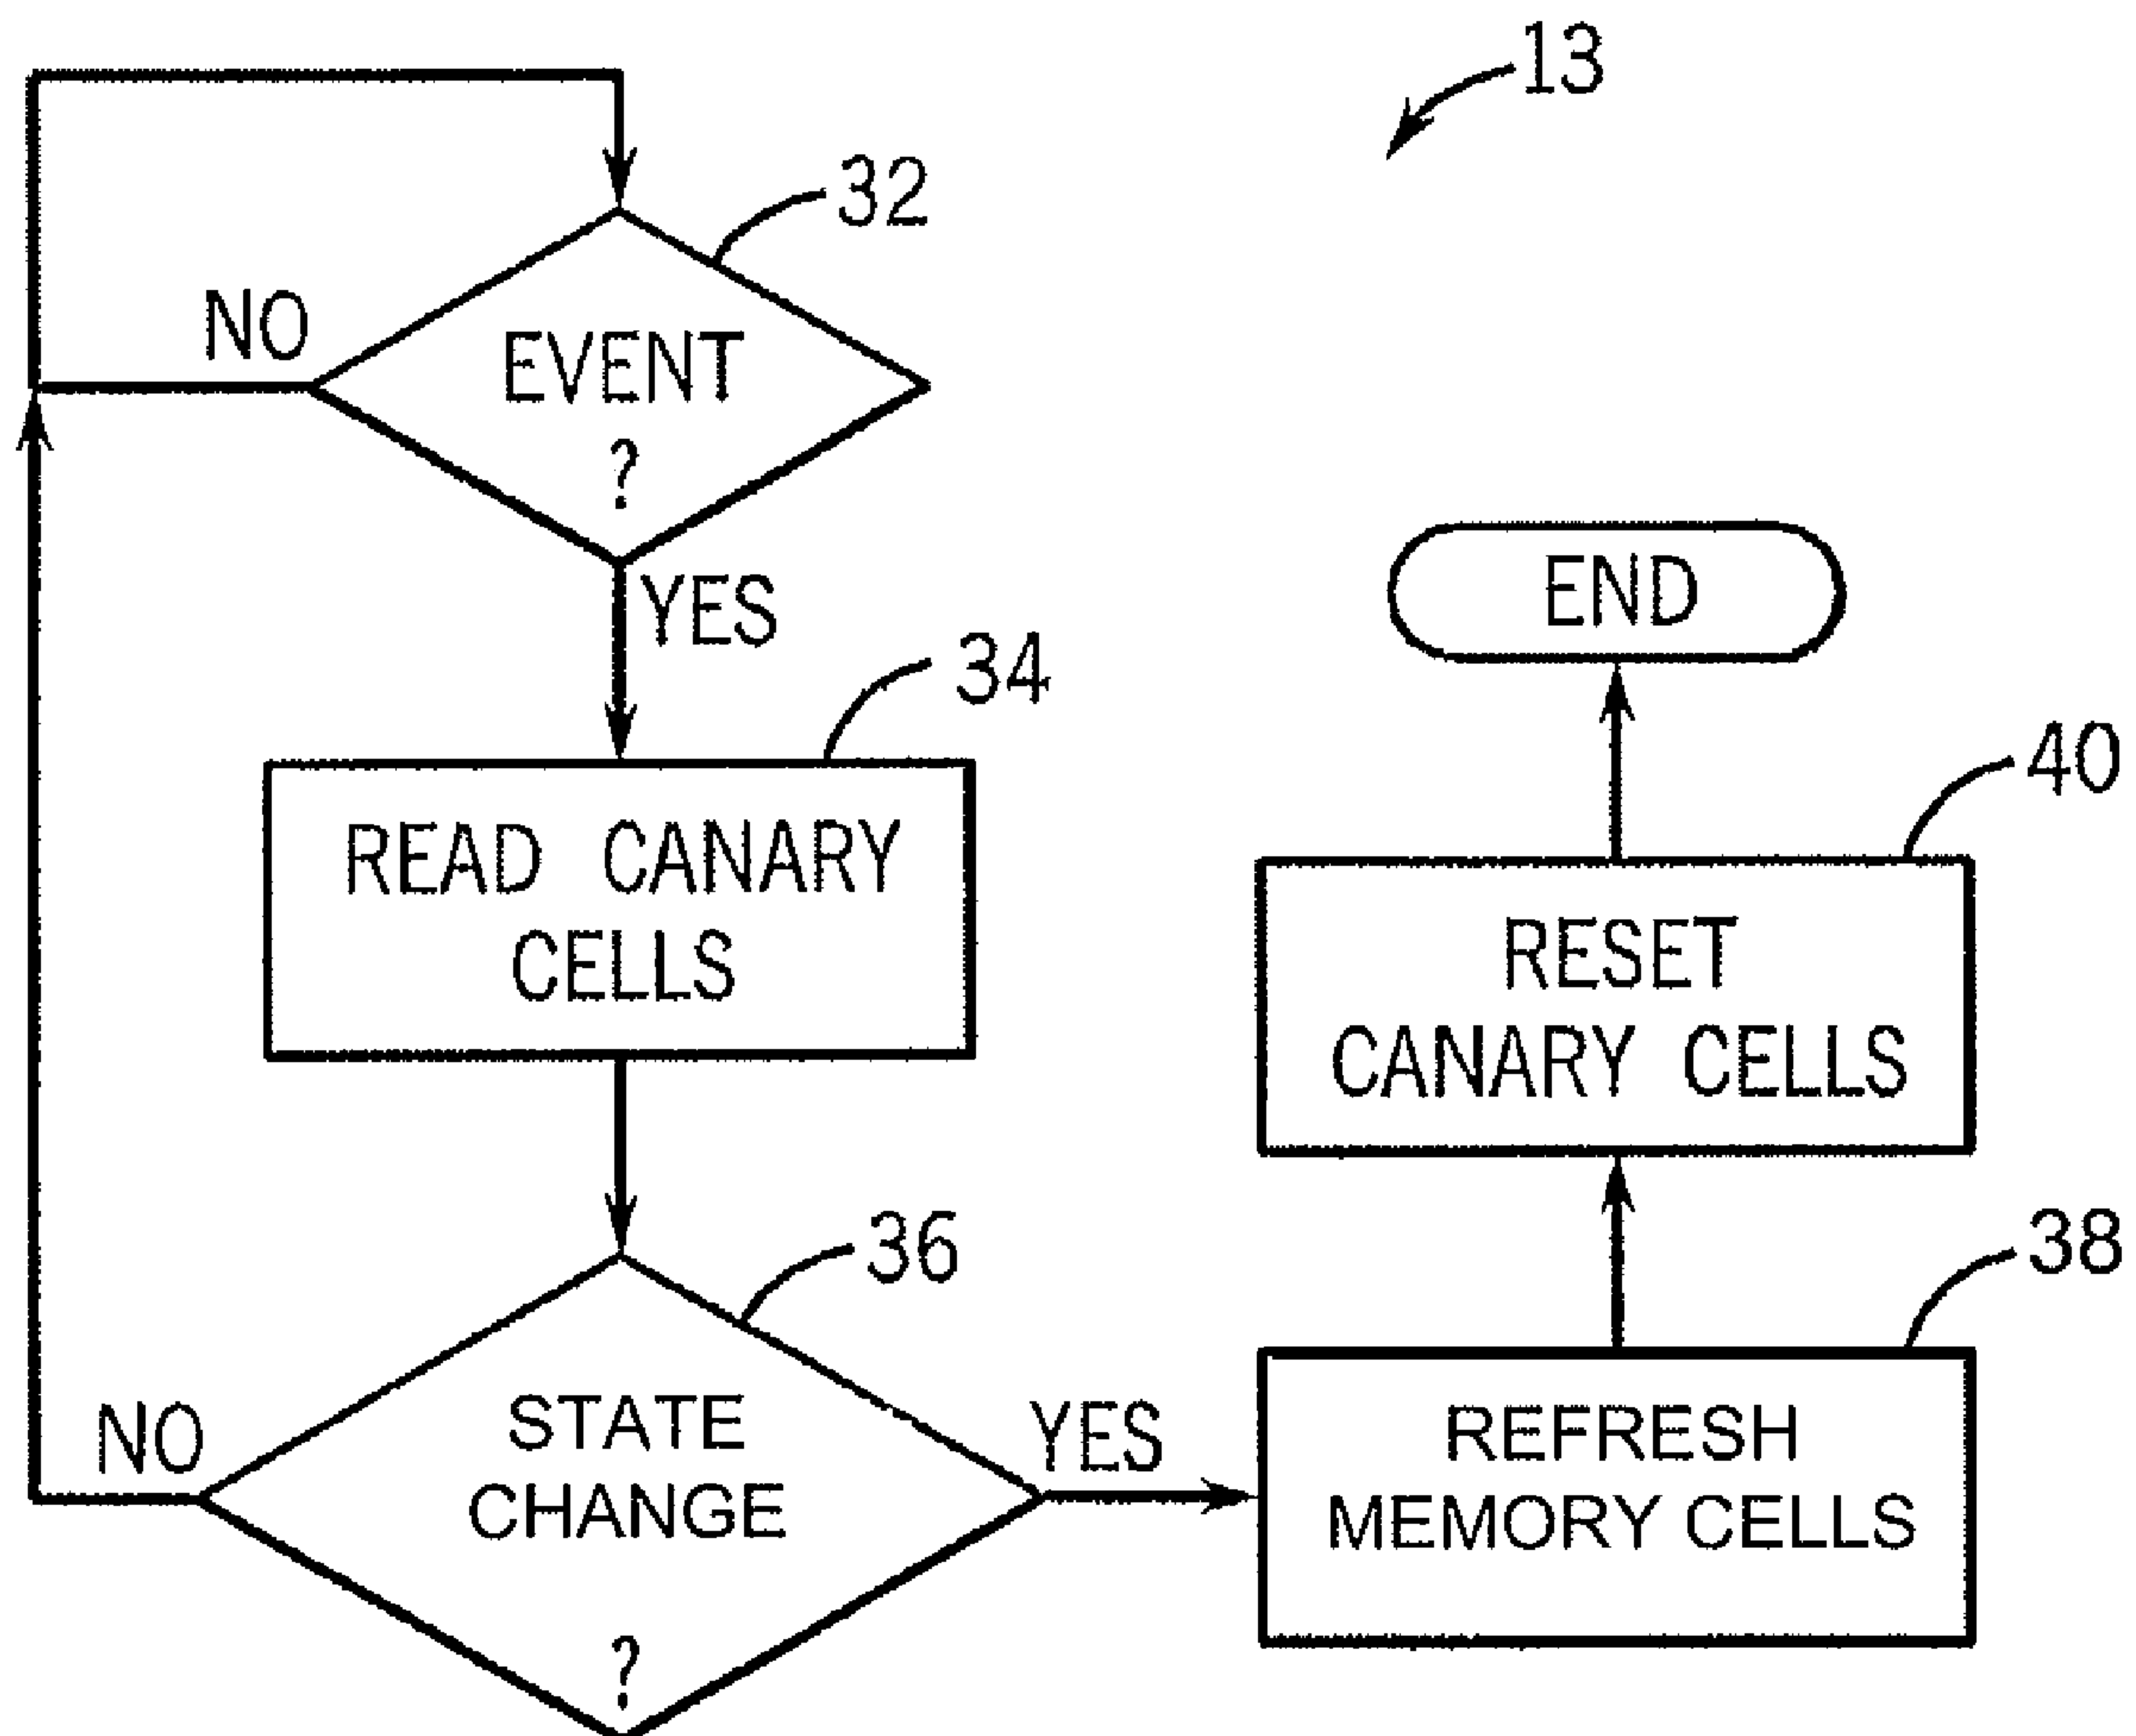 13
32
NO
EVENT
?
YES
34
READ CANARY
CELLS
36
STATE
CHANGE
?
NO
YES
38
REFRESH
MEMORY CELLS
40
RESET
CANARY CELLS
END